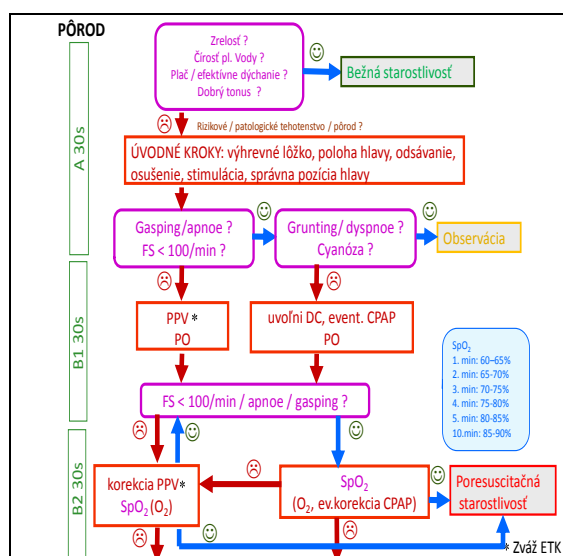 PÔROD
Zrelosť ?
Čírosť pl. Vody ?
Plač / efektívne dýchanie ?
Dobrý tonus ?
Bežná starostlivosť
Rizikové / patologické tehotenstvo / pôrod ?
A 30s
ÚVODNÉ KROKY: výhrevné lôžko, poloha hlavy, odsávanie,
osušenie, stimulácia, správna pozícia hlavy
Gasping/apnoe ?
FS < 100/min ?
Grunting/ dyspnoe ?
Cyanóza ?
Observácia
B1 30s
PPV *
PO
uvoľni DC, event. CPAP
PO
SpO2
1. min: 60–65%
2. min: 65-70%
3. min: 70-75%
4. min: 75-80%
5. min: 80-85%
10.min: 85-90%
FS < 100/min / apnoe / gasping ?
B2 30s
korekcia PPV*
SpO2 (O2)
SpO2
(O2, ev.korekcia CPAP)
Poresuscitačná
starostlivosť
* Zváž ETK